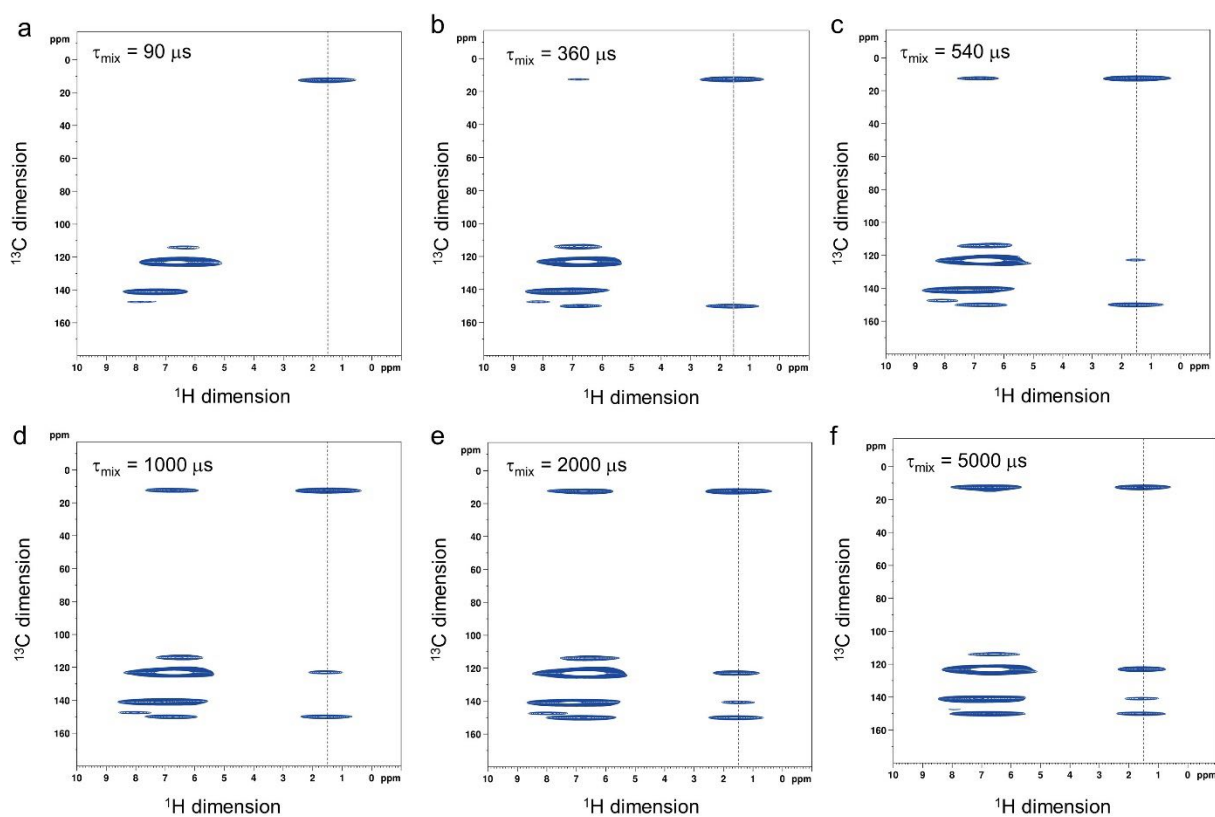 a
τmix = 90 μs
ppm
0
20
40
60
80
100
120
140
160
13C dimension
10 9 8 7 6 5 4 3 2 1 0 ppm
1H dimension
b
τmix = 360 μs
ppm
0
20
40
60
80
100
120
140
160
13C dimension
10 9 8 7 6 5 4 3 2 1 0 ppm
1H dimension
c
τmix = 540 μs
ppm
0
20
40
60
80
100
120
140
160
13C dimension
10 9 8 7 6 5 4 3 2 1 0 ppm
1H dimension
d
τmix = 1000 μs
ppm
0
20
40
60
80
100
120
140
160
13C dimension
10 9 8 7 6 5 4 3 2 1 0 ppm
1H dimension
e
τmix = 2000 μs
ppm
0
20
40
60
80
100
120
140
160
13C dimension
10 9 8 7 6 5 4 3 2 1 0 ppm
1H dimension
f
τmix = 5000 μs
ppm
0
20
40
60
80
100
120
140
160
13C dimension
10 9 8 7 6 5 4 3 2 1 0 ppm
1H dimension